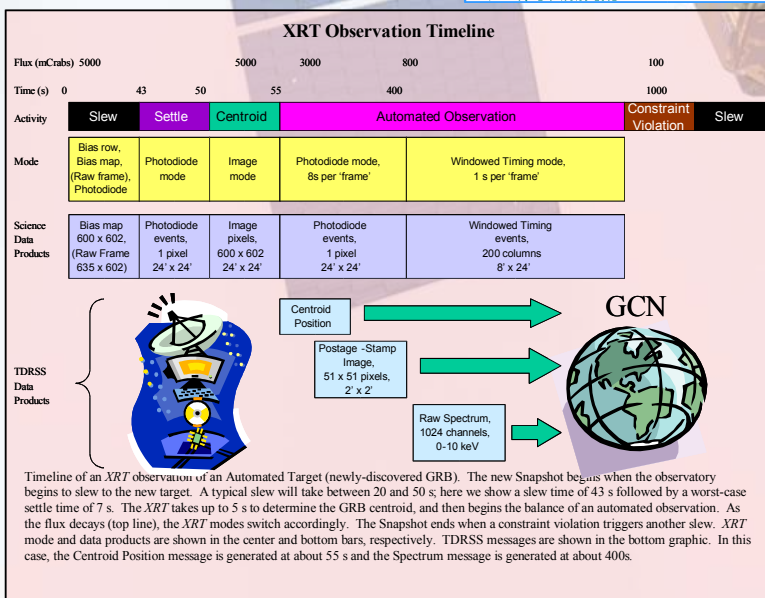 XRT Observation Timeline
Flux (mCrabs) 5000 5000 3000 800 100
Time (s) 0 43 50 55 400 1000
Activity Slew Settle Centroid Automated Observation Constraint Violation Slew
Mode
Bias row,
Bias map,
(Raw frame),
Photodiode
Photodiode
mode
Image
mode
Photodiode mode,
8s per ‘frame’
Windowed Timing mode,
1 s per ‘frame’
Science
Data
Products
Bias map
600 x 602,
(Raw Frame
635 x 602)
Photodiode
events,
1 pixel
24’ x 24’
Image
pixels,
600 x 602
24’ x 24’
Photodiode
events,
1 pixel
24’ x 24’
Windowed Timing
events,
200 columns
8’ x 24’
TDRSS
Data
Products
Centroid
Position
Postage -Stamp
Image,
51 x 51 pixels,
2’ x 2’
Raw Spectrum,
1024 channels,
0-10 keV
GCN
Timeline of an XRT observation of an Automated Target (newly-discovered GRB). The new Snapshot begins when the observatory
begins to slew to the new target. A typical slew will take between 20 and 50 s; here we show a slew time of 43 s followed by a worst-case
settle time of 7 s. The XRT takes up to 5 s to determine the GRB centroid, and then begins the balance of an automated observation. As
the flux decays (top line), the XRT modes switch accordingly. The Snapshot ends when a constraint violation triggers another slew. XRT
mode and data products are shown in the center and bottom bars, respectively. TDRSS messages are shown in the bottom graphic. In this
case, the Centroid Position message is generated at about 55 s and the Spectrum message is generated at about 400s.